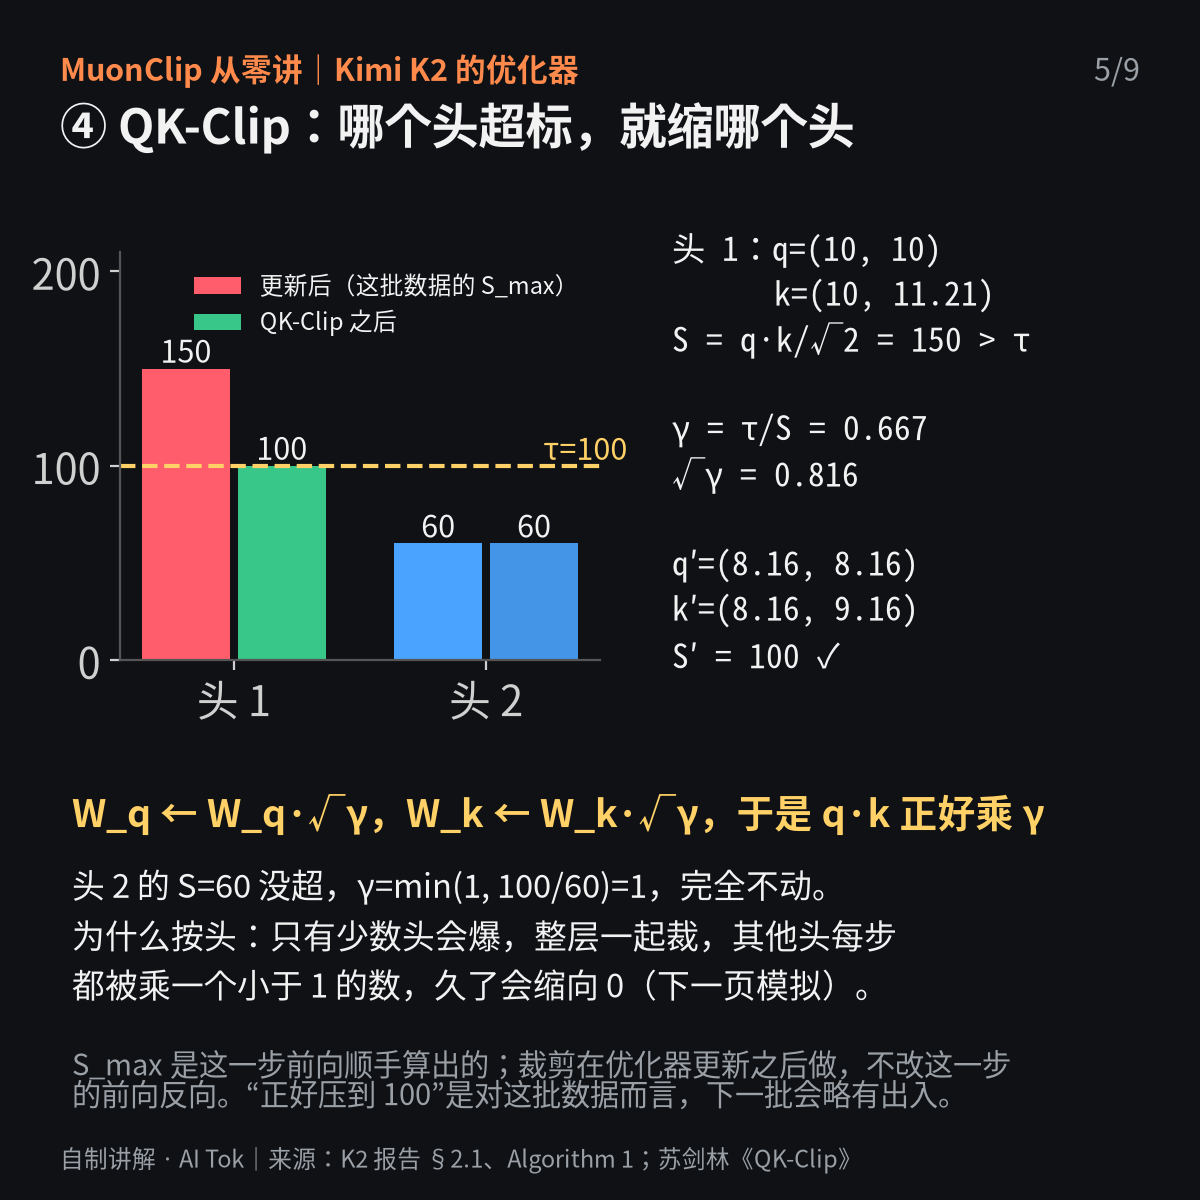 MuonClip 从零讲｜Kimi K2 的优化器
5/9
④ QK-Clip：哪个头超标，就缩哪个头
更新后（这批数据的 S_max）
QK-Clip 之后
200
100
0
150
100
60
60
τ=100
头 1
头 2
头 1：q=(10, 10)
k=(10, 11.21)
S = q·k/√2 = 150 > τ
γ = τ/S = 0.667
√γ = 0.816
q′=(8.16, 8.16)
k′=(8.16, 9.16)
S′ = 100 ✓
W_q ← W_q·√γ，W_k ← W_k·√γ，于是 q·k 正好乘 γ
头 2 的 S=60 没超，γ=min(1, 100/60)=1，完全不动。
为什么按头：只有少数头会爆，整层一起裁，其他头每步
都被乘一个小于 1 的数，久了会缩向 0（下一页模拟）。
S_max 是这一步前向顺手算出的；裁剪在优化器更新之后做，不改这一步
的前向反向。“正好压到 100”是对这批数据而言，下一批会略有出入。
自制讲解 · AI Tok｜来源：K2 报告 §2.1、Algorithm 1；苏剑林《QK-Clip》